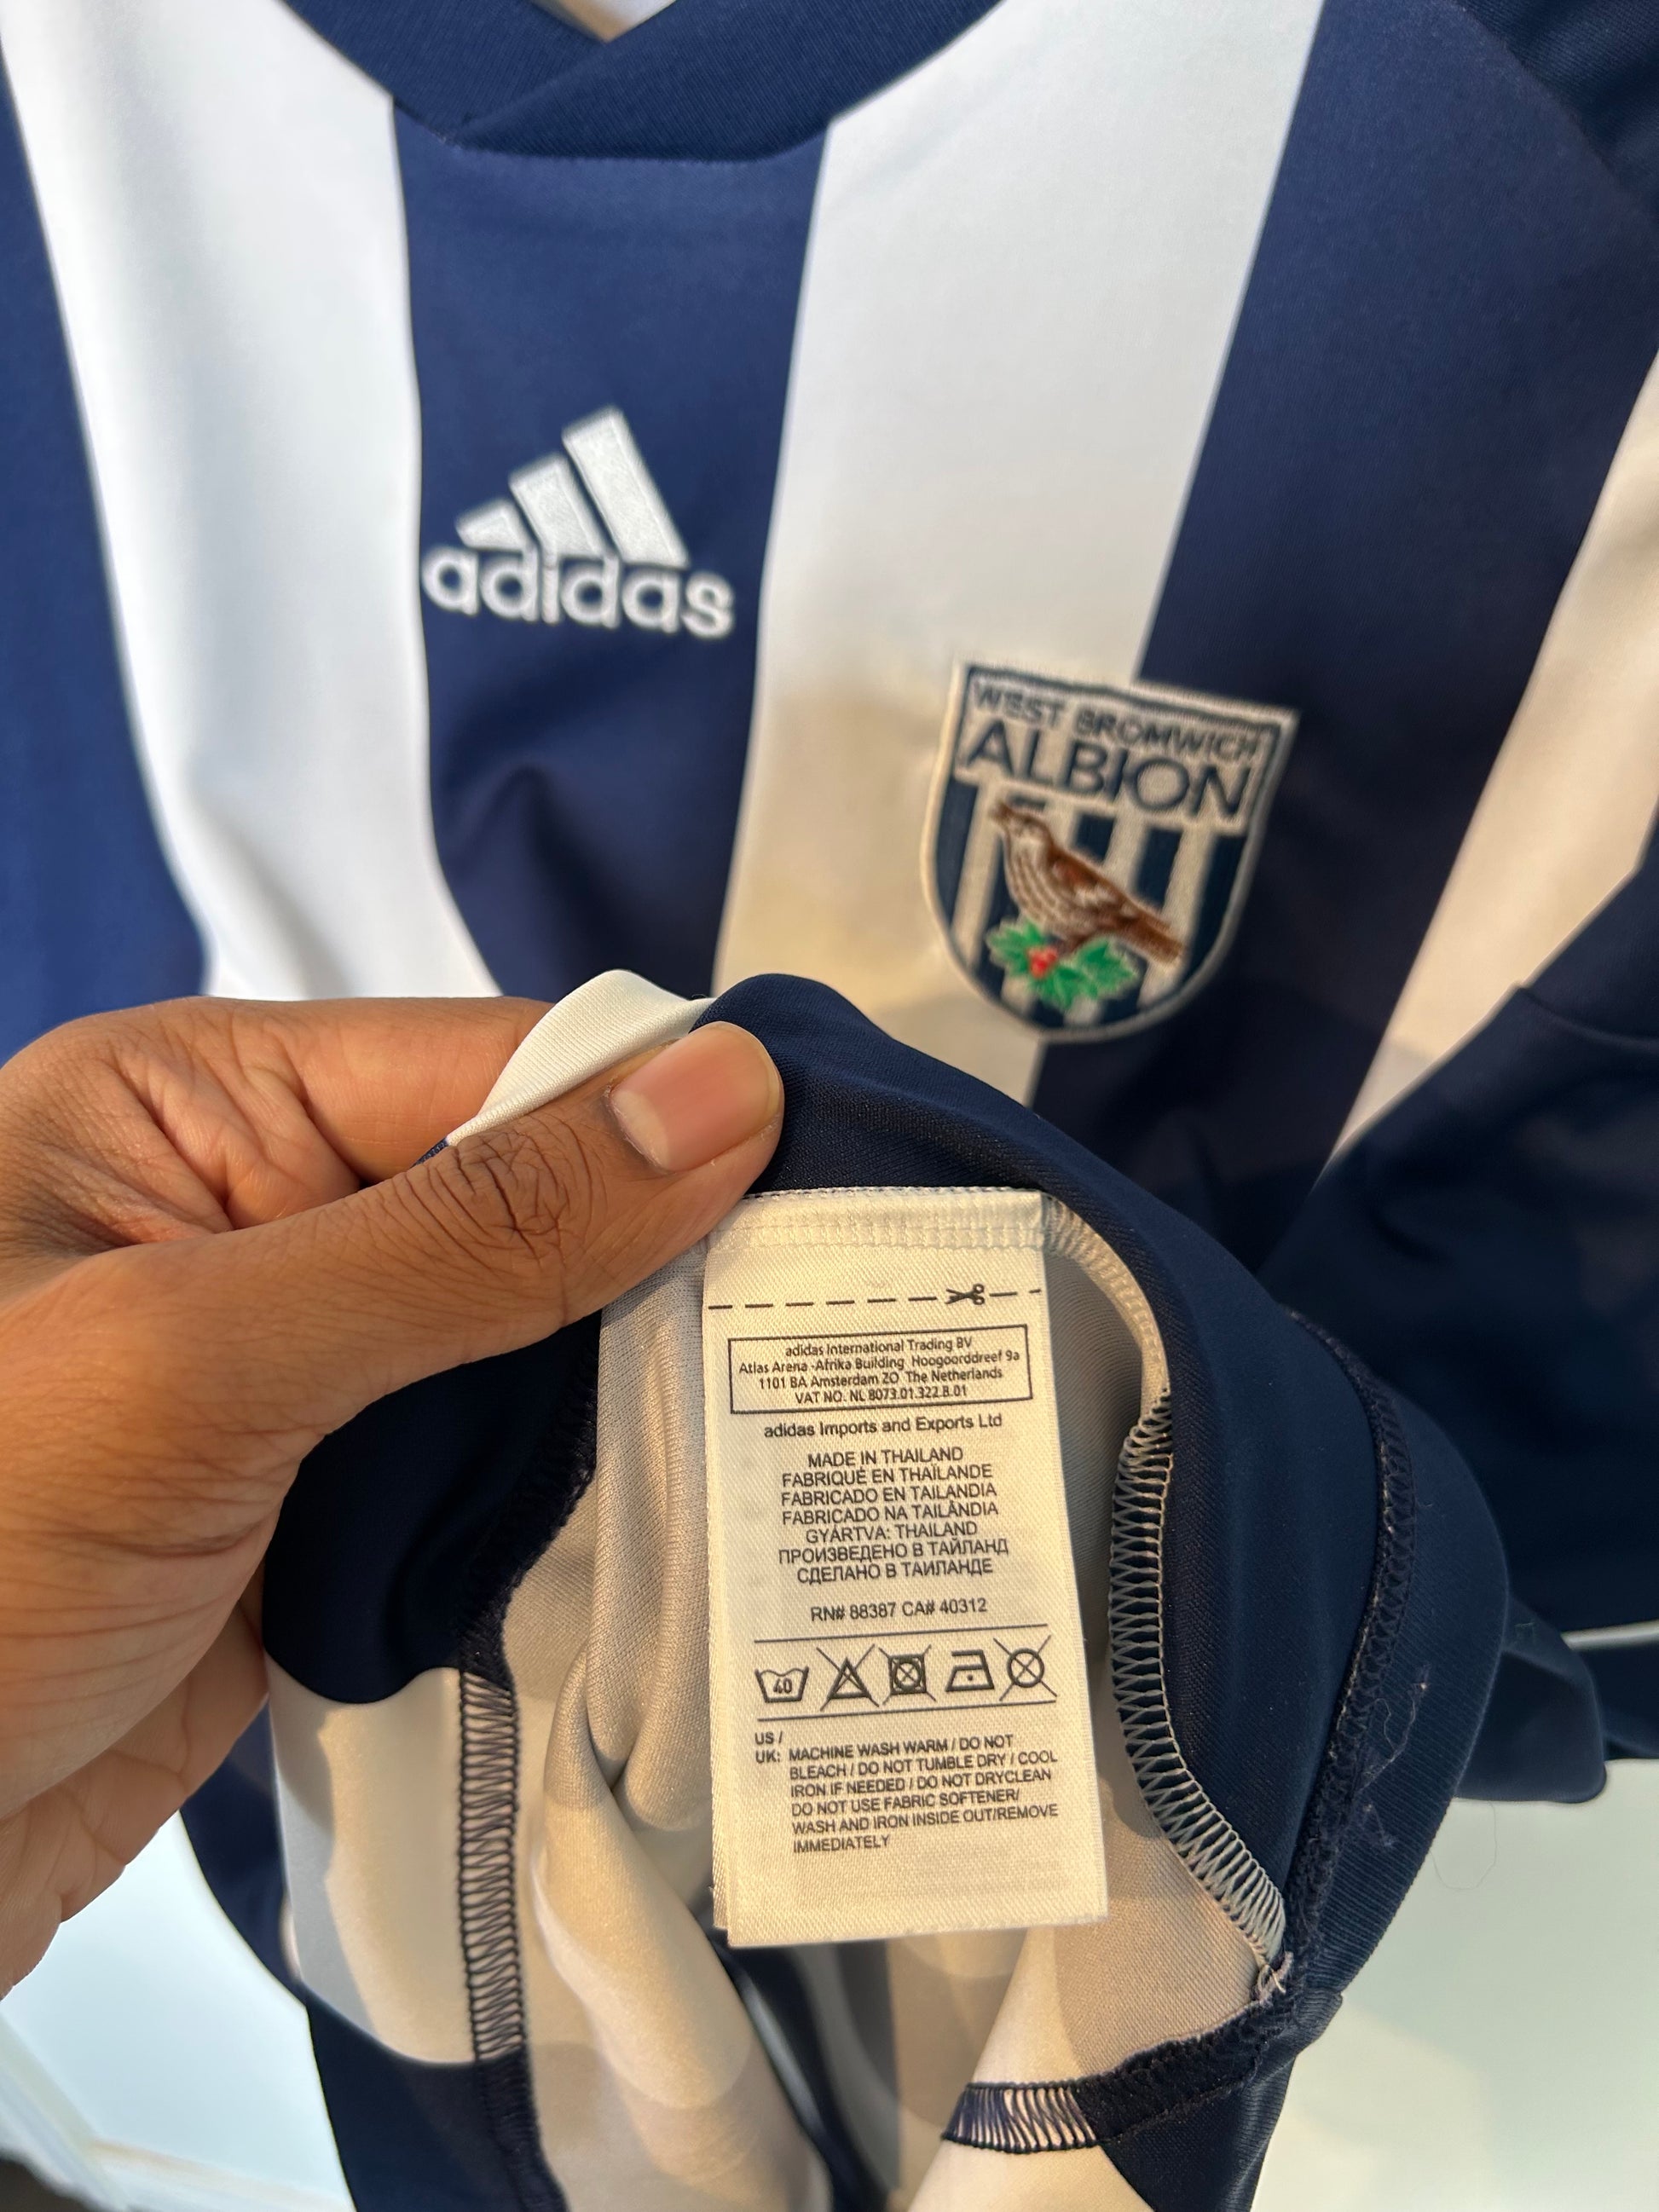 adidas
WEST BROMWICH
ALBION
adidas International Trading BV
Atlas Arena -Afrika Building Hoogoorddreef 9a
1101 BA Amsterdam ZO The Netherlands
VAT NO. NL 8073.01.322.B.01
adidas Imports and Exports Ltd
MADE IN THAILAND
FABRIQUÉ EN THAÏLANDE
FABRICADO EN TAILANDIA
FABRICADO NA TAILÂNDIA
GYÁRTVA: THAILAND
ПРОИЗВЕДЕНО В ТАЙЛАНД
СДЕЛАНО В ТАИЛАНДЕ
RN# 88387 CA# 40312
40
US /
UK: MACHINE WASH WARM / DO NOT
BLEACH / DO NOT TUMBLE DRY / COOL
IRON IF NEEDED / DO NOT DRYCLEAN
DO NOT USE FABRIC SOFTENER/
WASH AND IRON INSIDE OUT/REMOVE
IMMEDIATELY